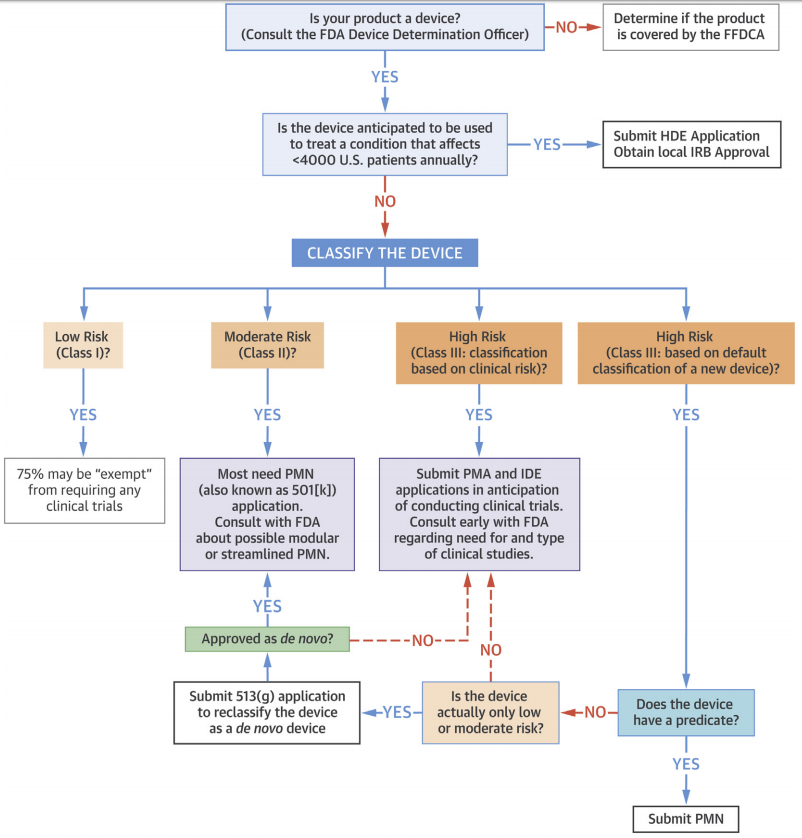 Is your product a device?
(Consult the FDA Device Determination Officer)
NO
Determine if the product
is covered by the FFDCA
YES
Is the device anticipated to be used
to treat a condition that affects
<4000 U.S. patients annually?
YES
Submit HDE Application
Obtain local IRB Approval
NO
CLASSIFY THE DEVICE
Low Risk
(Class I)?
Moderate Risk
(Class II)?
High Risk
(Class III: classification
based on clinical risk)?
High Risk
(Class III: based on default
classification of a new device)?
YES
YES
YES
YES
75% may be “exempt”
from requiring any
clinical trials
Most need PMN
(also known as 501[k])
application.
Consult with FDA
about possible modular
or streamlined PMN.
Submit PMA and IDE
applications in anticipation
of conducting clinical trials.
Consult early with FDA
regarding need for and type
of clinical studies.
YES
Approved as de novo?
NO
NO
Submit 513(g) application
to reclassify the device
as a de novo device
YES
Is the device
actually only low
or moderate risk?
NO
Does the device
have a predicate?
YES
Submit PMN